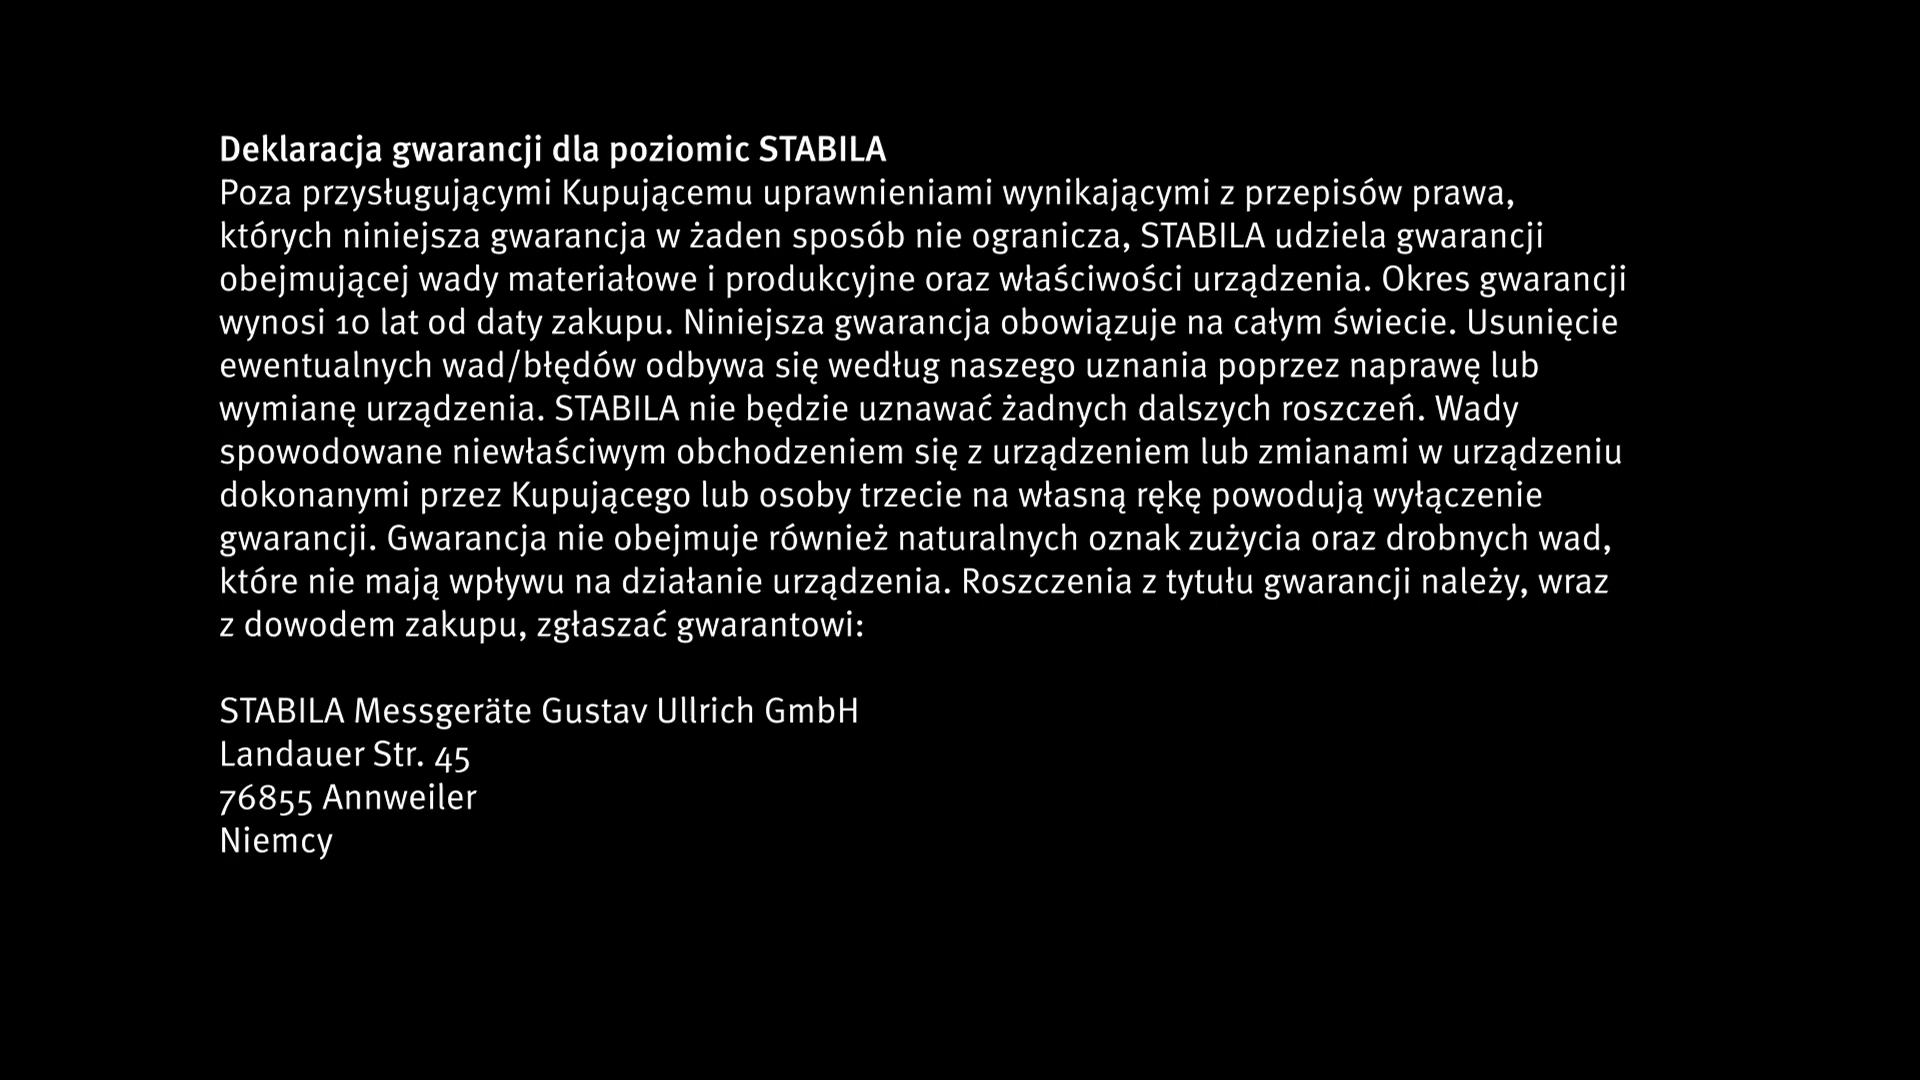 Deklaracja gwarancji dla poziomic STABILA
Poza przysługującymi Kupującemu uprawnieniami wynikającymi z przepisów prawa,
których niniejsza gwarancja w żaden sposób nie ogranicza, STABILA udziela gwarancji
obejmującej wady materiałowe i produkcyjne oraz właściwości urządzenia. Okres gwarancji
wynosi 10 lat od daty zakupu. Niniejsza gwarancja obowiązuje na całym świecie. Usunięcie
ewentualnych wad/błędów odbywa się według naszego uznania poprzez naprawę lub
wymianę urządzenia. STABILA nie będzie uznawać żadnych dalszych roszczeń. Wady
spowodowane niewłaściwym obchodzeniem się z urządzeniem lub zmianami w urządzeniu
dokonanymi przez Kupującego lub osoby trzecie na własną rękę powodują wyłączenie
gwarancji. Gwarancja nie obejmuje również naturalnych oznak zużycia oraz drobnych wad,
które nie mają wpływu na działanie urządzenia. Roszczenia z tytułu gwarancji należy, wraz
z dowodem zakupu, zgłaszać gwarantowi:
STABILA Messgeräte Gustav Ullrich GmbH
Landauer Str. 45
76855 Annweiler
Niemcy